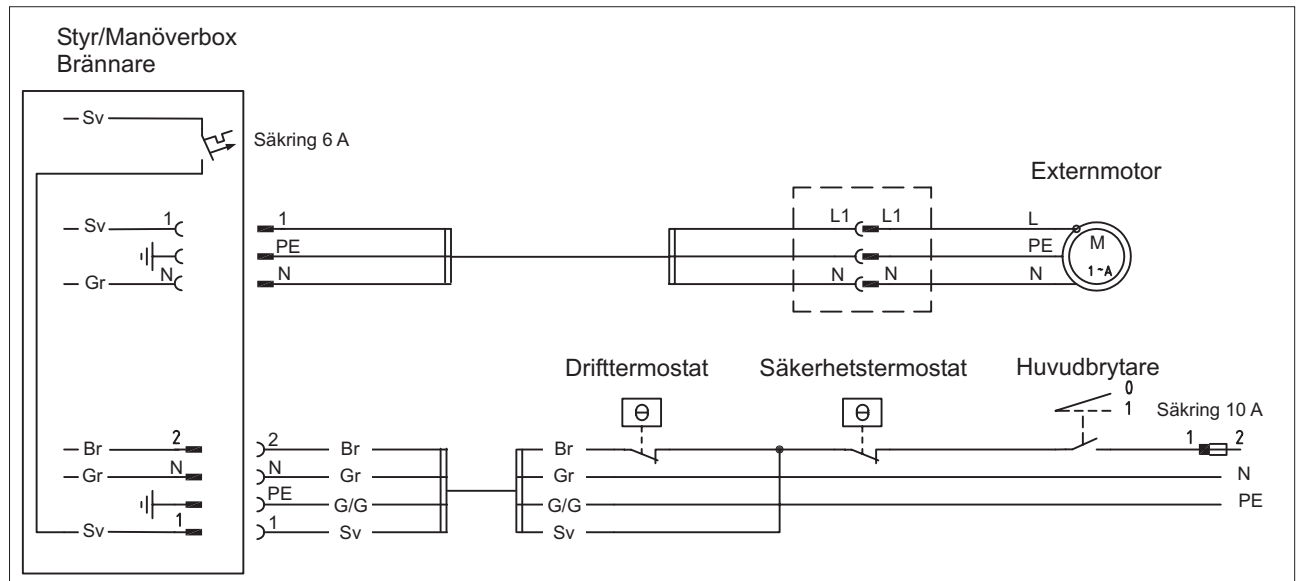 Styr/Manöverbox
Brännare
Sv
Säkring 6 A
Externmotor
Sv 1 1 L1 L1 L
PE PE M
Gr N N N N N 1~A
Drifttermostat Säkerhetstermostat Huvudbrytare
0
θ θ 1 Säkring 10 A
Br 2 2 Br Br 1 2
Gr N N Gr Gr N
PE G/G G/G PE
Sv 1 1 Sv Sv